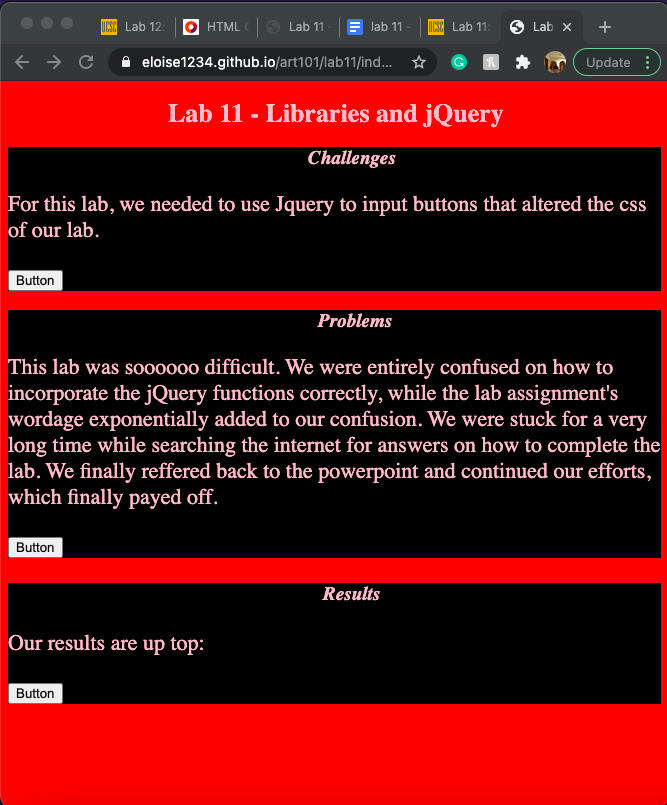 Lab 12:
HTML
Lab 11
lab 11 -
Lab 11:
Lab
eloise1234.github.io/art101/lab11/ind...
Update
Lab 11 - Libraries and jQuery
Challenges
For this lab, we needed to use Jquery to input buttons that altered the css
of our lab.
Button
Problems
This lab was soooooo difficult. We were entirely confused on how to
incorporate the jQuery functions correctly, while the lab assignment's
wordage exponentially added to our confusion. We were stuck for a very
long time while searching the internet for answers on how to complete the
lab. We finally reffered back to the powerpoint and continued our efforts,
which finally payed off.
Button
Results
Our results are up top:
Button